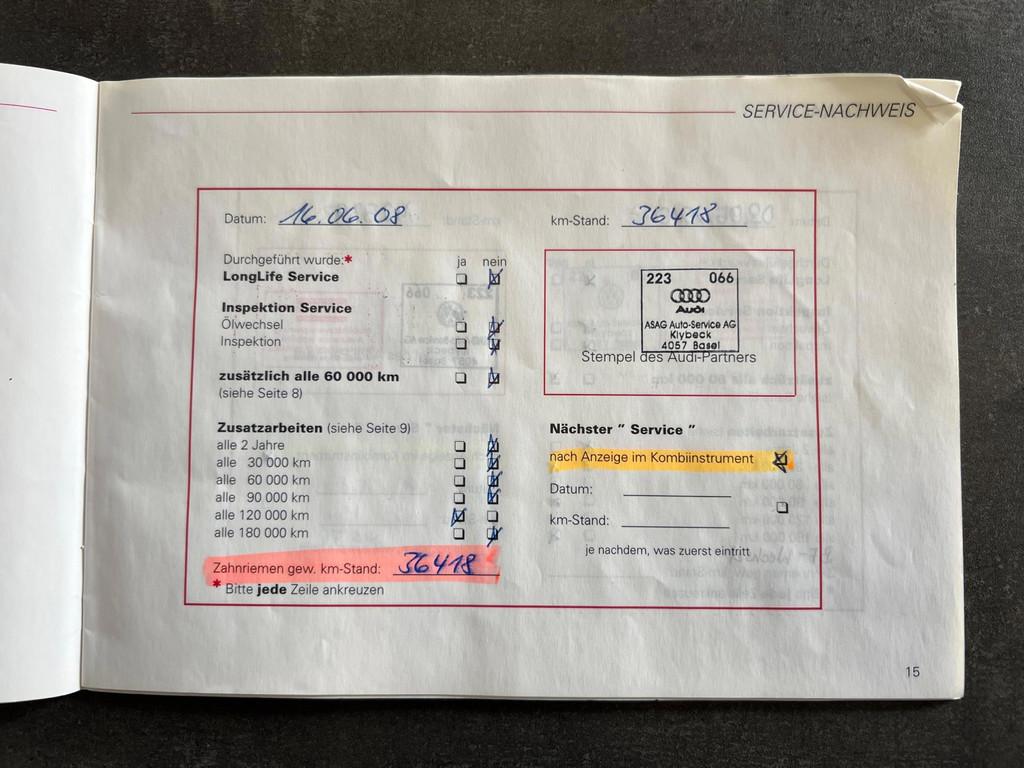 SERVICE-NACHWEIS
Datum: 16.06.08
km-Stand: 36418
Durchgeführt wurde:* ja nein
LongLife Service
Inspektion Service
Ölwechsel
Inspektion
zusätzlich alle 60 000 km
(siehe Seite 8)
Zusatzarbeiten (siehe Seite 9)
alle 2 Jahre
alle 30 000 km
alle 60 000 km
alle 90 000 km
alle 120 000 km
alle 180 000 km
Zahnriemen gew. km-Stand: 36418
* Bitte jede Zeile ankreuzen
223 066
Audi
ASAG Auto-Service AG
Klybeck
4057 Basel
Stempel des Audi-Partners
Nächster " Service "
nach Anzeige im Kombiinstrument
Datum:
km-Stand:
je nachdem, was zuerst eintritt
15